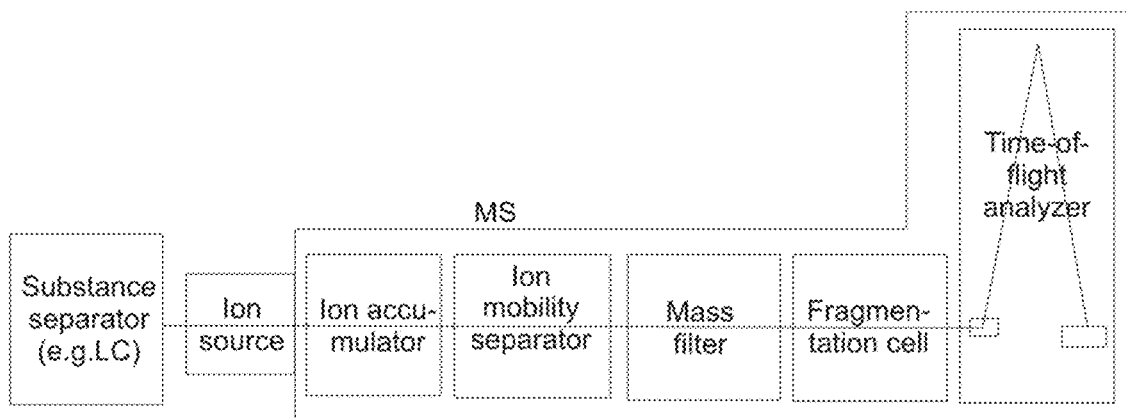 MS
Substance
separator
(e.g.LC)
Ion
source
Ion accu-
mulator
Ion
mobility
separator
Mass
filter
Fragmen-
tation cell
Time-of-
flight
analyzer